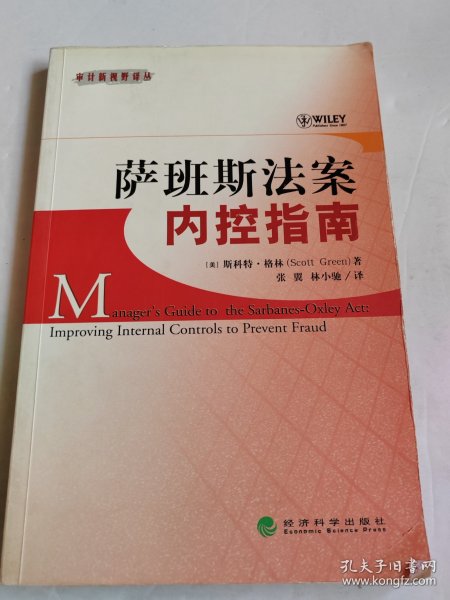 审计新视野译丛
WILEY
Publishers Since 1807
萨班斯法案
内控指南
〔美〕斯科特·格林(Scott Green)著
张翼 林小驰/译
Manager's Guide to the Sarbanes-Oxley Act:
Improving Internal Controls to Prevent Fraud
经济科学出版社
Economic Science Press
孔夫子旧书网
www.kongfz.com